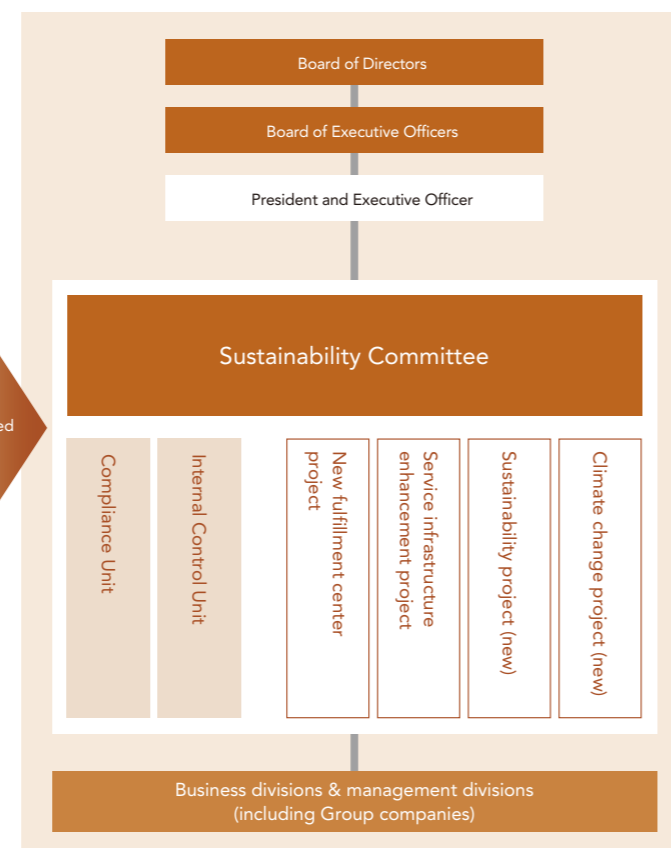 Board of Directors
Board of Executive Officers
President and Executive Officer
Sustainability Committee
Compliance Unit
Internal Control Unit
New fulfillment center
project
Service infrastructure
enhancement project
Sustainability project (new)
Climate change project (new)
Business divisions & management divisions
(including Group companies)